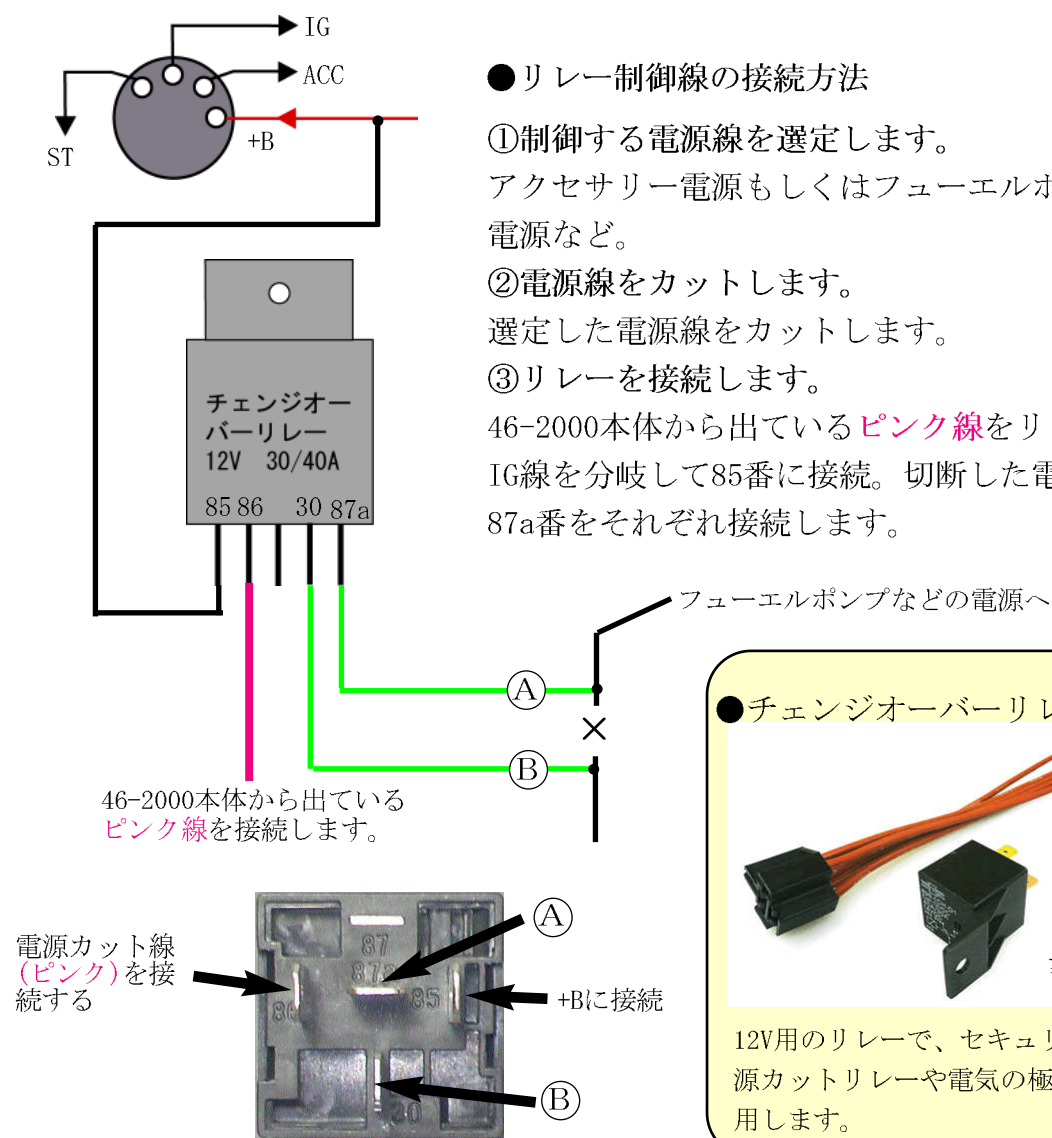 IG
ACC
+B
ST
●リレー制御線の接続方法
①制御する電源線を選定します。
アクセサリー電源もしくはフューエルポ
電源など。
②電源線をカットします。
選定した電源線をカットします。
③リレーを接続します。
46-2000本体から出ているピンク線をリ
IG線を分岐して85番に接続。切断した電
87a番をそれぞれ接続します。
チェンジオー
バーリレー
12V 30/40A
85 86 30 87a
フューエルポンプなどの電源へ
Ⓐ
×
Ⓑ
46-2000本体から出ている
ピンク線を接続します。
●チェンジオーバーリレ
12V用のリレーで、セキュリ
源カットリレーや電気の極
用します。
電源カット線
(ピンク)を接
続する
87
87a
86
85
30
Ⓐ
+Bに接続
Ⓑ